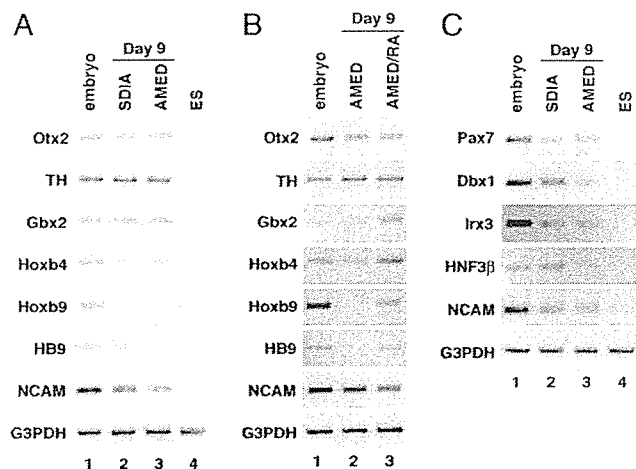 A
Day 9
embryo
SDIA
AMED
ES
Otx2
TH
Gbx2
Hoxb4
Hoxb9
HB9
NCAM
G3PDH
1 2 3 4
B
Day 9
embryo
AMED
AMED/RA
Otx2
TH
Gbx2
Hoxb4
Hoxb9
HB9
NCAM
G3PDH
1 2 3
C
Day 9
embryo
SDIA
AMED
ES
Pax7
Dbx1
Irx3
HNF3β
NCAM
G3PDH
1 2 3 4